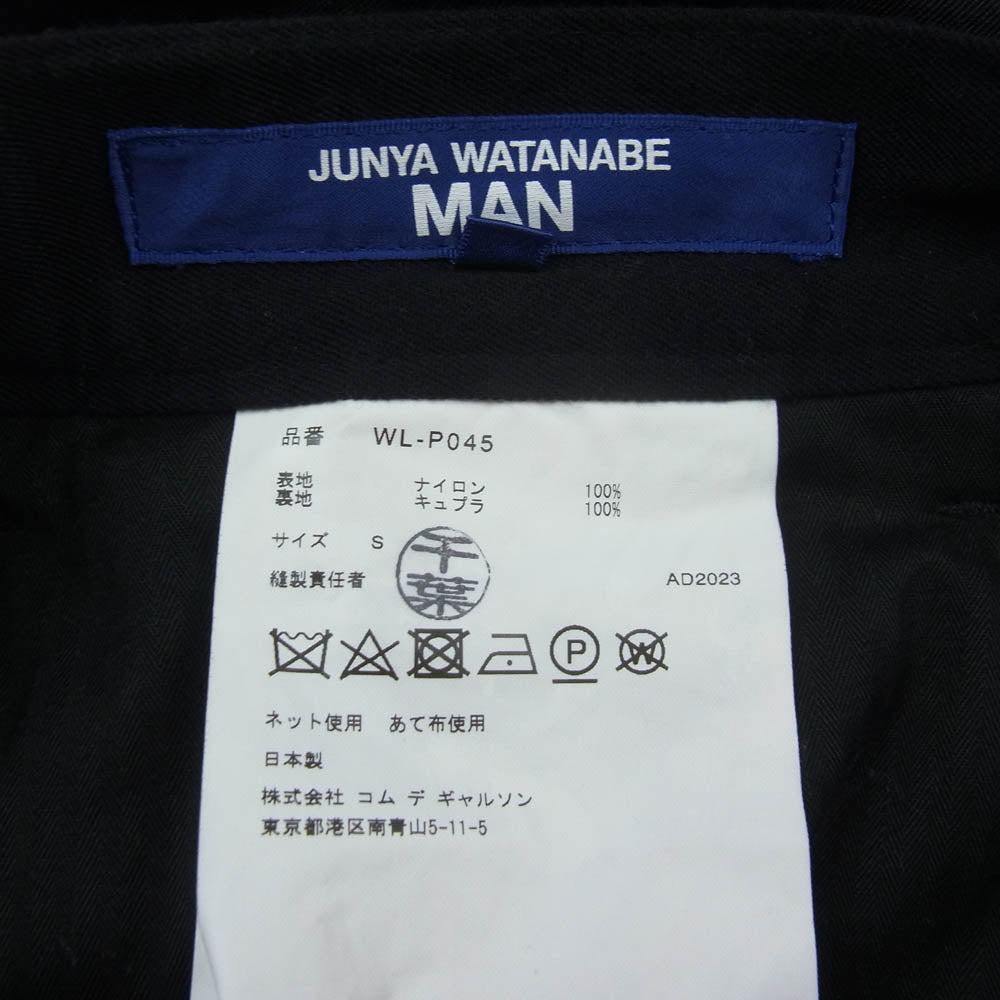 JUNYA WATANABE
MAN
品番 WL-P045
表地 ナイロン 100%
裏地 キュプラ 100%
サイズ S
千葉
縫製責任者 AD2023
P W
ネット使用 あて布使用
日本製
株式会社 コム デ ギャルソン
東京都港区南青山5-11-5